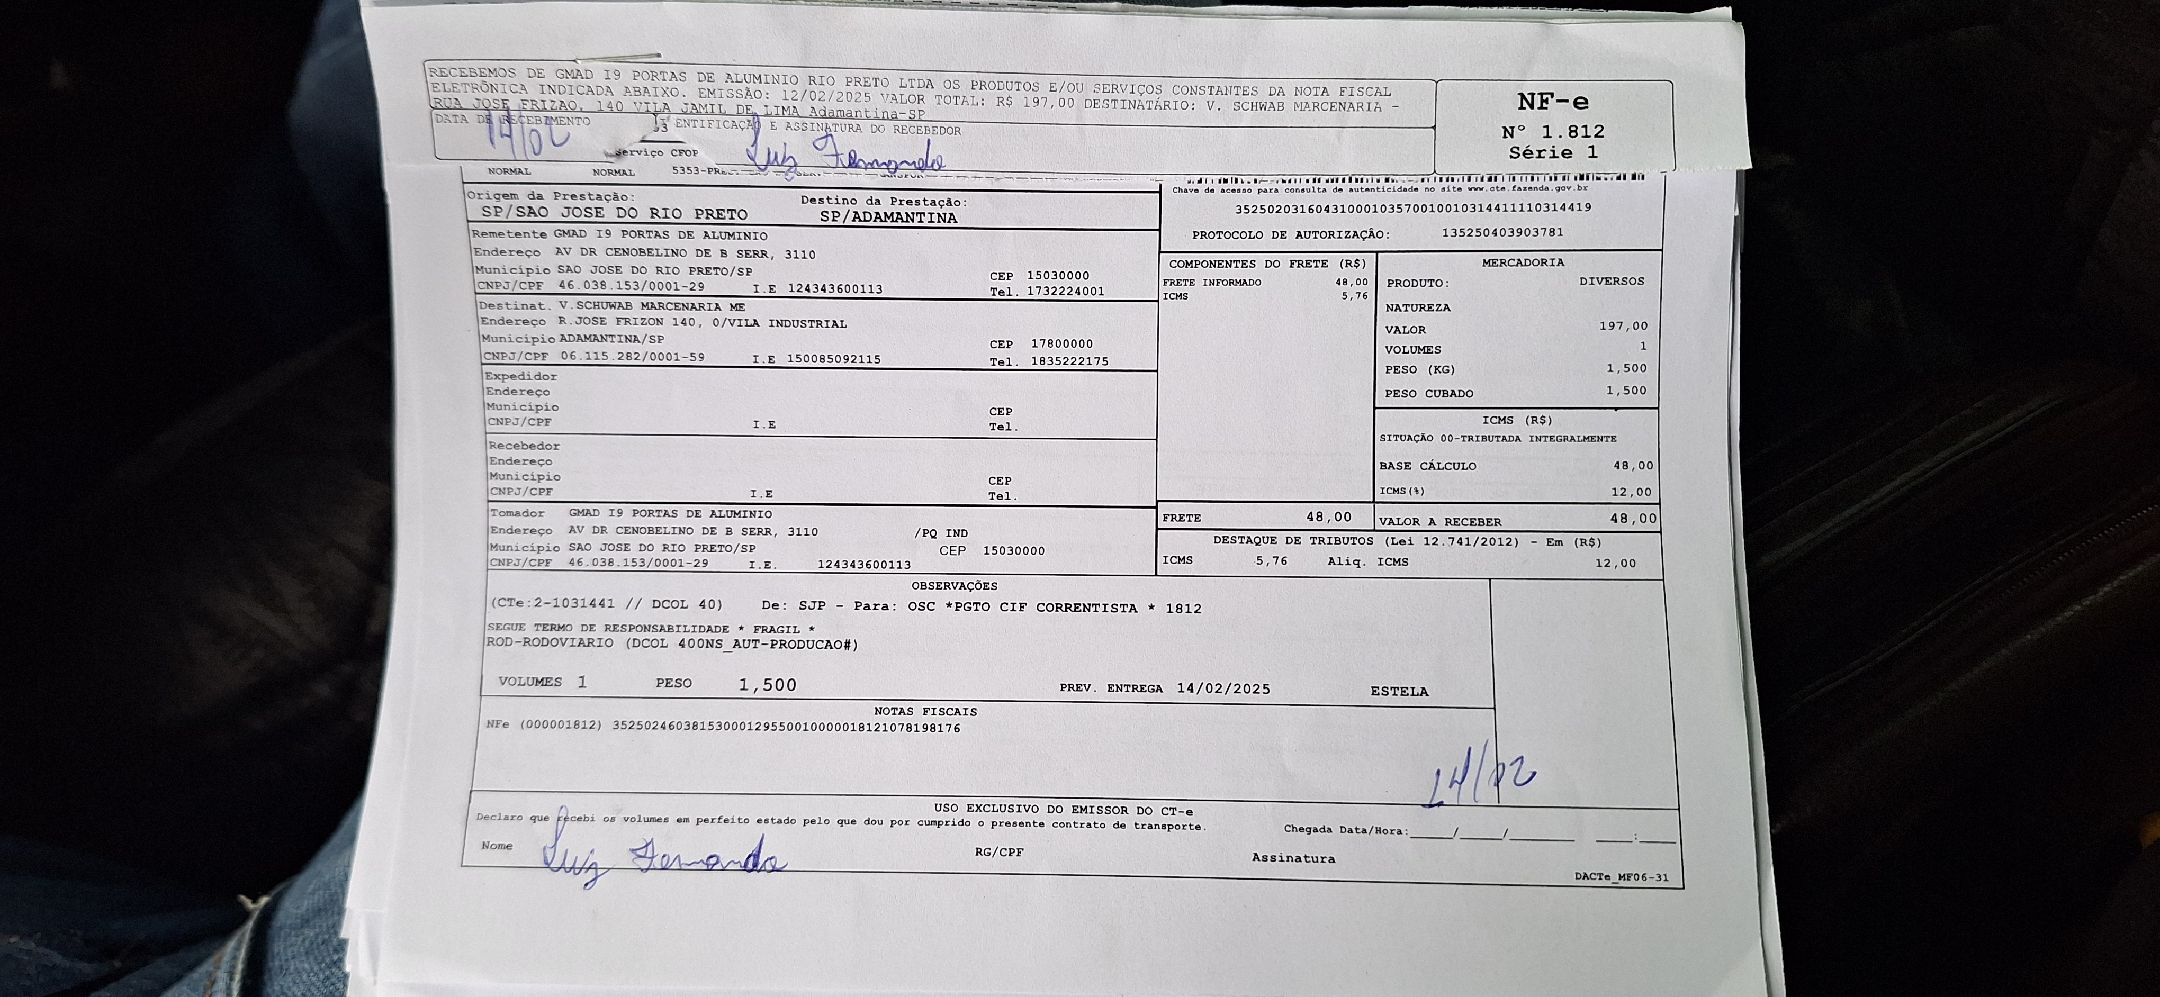 RECEBEMOS DE GMAD I9 PORTAS DE ALUMINIO RIO PRETO LTDA OS PRODUTOS E/OU SERVIÇOS CONSTANTES DA NOTA FISCAL
ELETRÔNICA INDICADA ABAIXO. EMISSÃO: 12/02/2025 VALOR TOTAL: R$ 197,00 DESTINATÁRIO: V. SCHWAB MARCENARIA -
RUA JOSE FRIZAO, 140 VILA JAMIL DE LIMA Adamantina-SP
DATA DE RECEBIMENTO
ENTIFICAÇÃO E ASSINATURA DO RECEBEDOR
14/02
Luiz Fernando
NF-e
N° 1.812
Série 1
serviço CFOP
NORMAL NORMAL 5353-
Origem da Prestação: Destino da Prestação:
SP/SAO JOSE DO RIO PRETO SP/ADAMANTINA
Chave de acesso para consulta de autenticidade no site www.cte.fazenda.gov.br
35250203160431000103570010010314411110314419
PROTOCOLO DE AUTORIZAÇÃO: 135250403903781
Remetente GMAD I9 PORTAS DE ALUMINIO
Endereço AV DR CENOBELINO DE B SERR, 3110
Município SAO JOSE DO RIO PRETO/SP CEP 15030000
CNPJ/CPF 46.038.153/0001-29 I.E 124343600113 Tel. 1732224001
Destinat. V.SCHUWAB MARCENARIA ME
Endereço R.JOSE FRIZON 140, 0/VILA INDUSTRIAL
Município ADAMANTINA/SP CEP 17800000
CNPJ/CPF 06.115.282/0001-59 I.E 150085092115 Tel. 1835222175
Expedidor
Endereço
Município CEP
CNPJ/CPF I.E Tel.
Recebedor
Endereço
Município CEP
CNPJ/CPF I.E Tel.
Tomador GMAD I9 PORTAS DE ALUMINIO
Endereço AV DR CENOBELINO DE B SERR, 3110 /PQ IND
Município SAO JOSE DO RIO PRETO/SP CEP 15030000
CNPJ/CPF 46.038.153/0001-29 I.E. 124343600113
COMPONENTES DO FRETE (R$)
FRETE INFORMADO 48,00
ICMS 5,76
MERCADORIA
PRODUTO: DIVERSOS
NATUREZA
VALOR 197,00
VOLUMES 1
PESO (KG) 1,500
PESO CUBADO 1,500
ICMS (R$)
SITUAÇÃO 00-TRIBUTADA INTEGRALMENTE
BASE CÁLCULO 48,00
ICMS(%) 12,00
FRETE 48,00 VALOR A RECEBER 48,00
DESTAQUE DE TRIBUTOS (Lei 12.741/2012) - Em (R$)
ICMS 5,76 Aliq. ICMS 12,00
OBSERVAÇÕES
(CTe:2-1031441 // DCOL 40) De: SJP - Para: OSC *PGTO CIF CORRENTISTA * 1812
SEGUE TERMO DE RESPONSABILIDADE * FRAGIL *
ROD-RODOVIARIO (DCOL 400NS_AUT-PRODUCAO#)
VOLUMES 1 PESO 1,500 PREV. ENTREGA 14/02/2025 ESTELA
NOTAS FISCAIS
NFe (000001812) 35250246038153000129550010000018121078198176
14/02
USO EXCLUSIVO DO EMISSOR DO CT-e
Declaro que recebi os volumes em perfeito estado pelo que dou por cumprido o presente contrato de transporte.
Chegada Data/Hora:_____/_____/________ ____:____
Nome Luiz Fernando RG/CPF Assinatura
DACTe_MF06-31